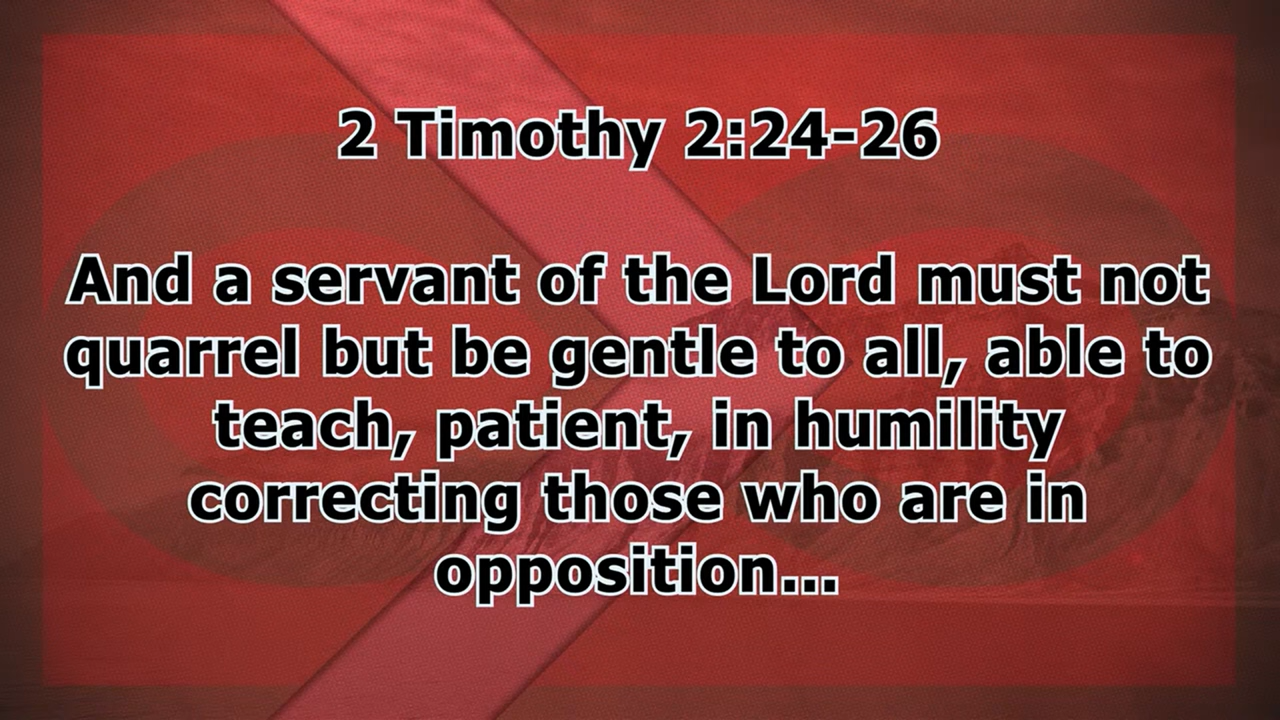 2 Timothy 2:24-26
And a servant of the Lord must not
quarrel but be gentle to all, able to
teach, patient, in humility
correcting those who are in
opposition...